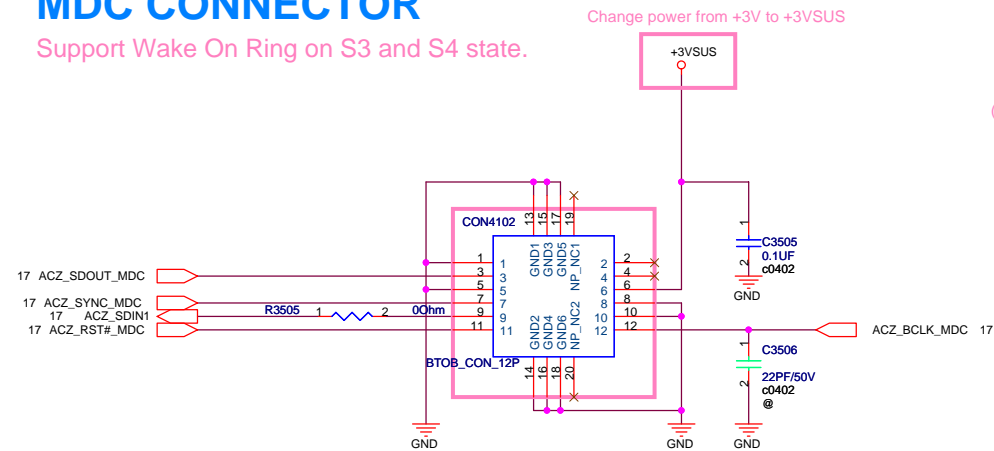 MDC CONNECTOR
Change power from +3V to +3VSUS
Support Wake On Ring on S3 and S4 state.
+3VSUS
CON4102
13 15 17 19
GND1 GND3 GND5 NP_NC1
1 1 2 2
17 ACZ_SDOUT_MDC 3 3 4 4
5 5 6 6
17 ACZ_SYNC_MDC 7 7 8 8
17 ACZ_SDIN1 R3505 1 2 0Ohm 9 9 10 10
17 ACZ_RST#_MDC 11 11 12 12 ACZ_BCLK_MDC 17
GND2 GND4 GND6 NP_NC2
BTOB_CON_12P
14 16 18 20
1
C3505
0.1UF
2 c0402
GND
1 C3506
22PF/50V
2 c0402
@
GND GND GND